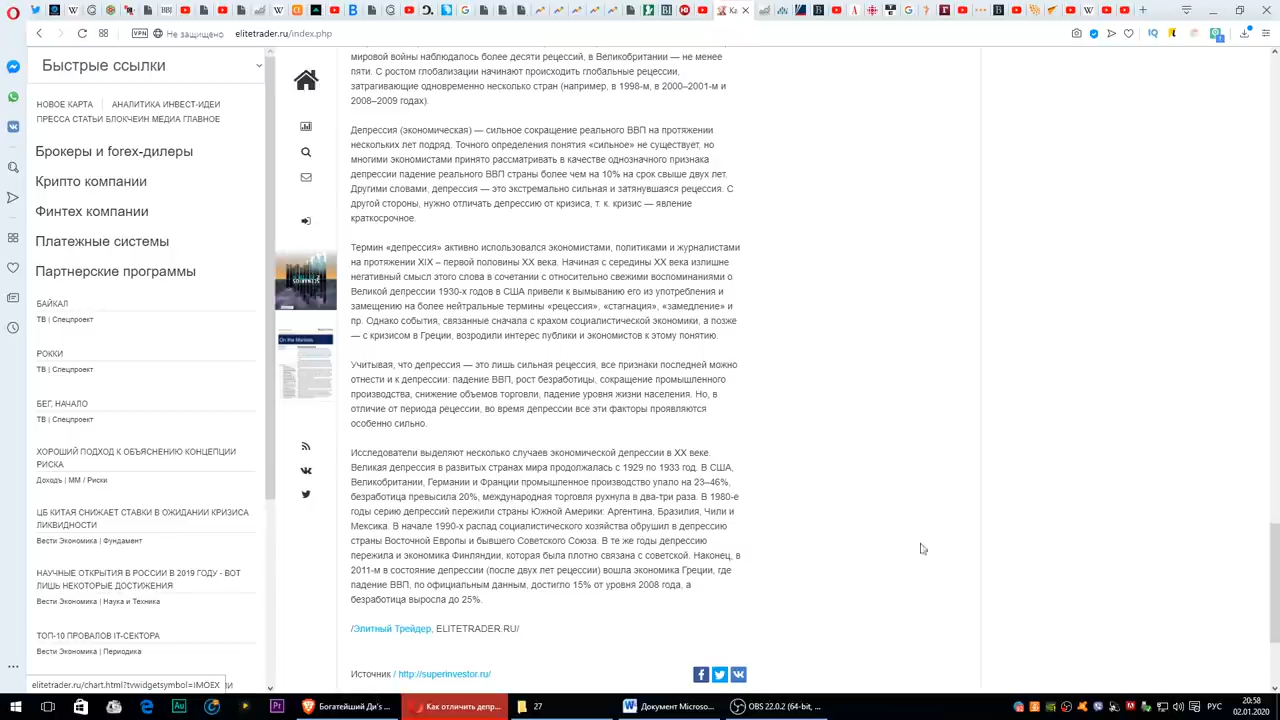 Не защищено
elitetrader.ru/index.php
Быстрые ссылки
НОВОЕ КАРТА
АНАЛИТИКА ИНВЕСТ-ИДЕИ
ПРЕССА СТАТЬИ БЛОКЧЕЙН МЕДИА ГЛАВНОЕ
Брокеры и forex-дилеры
Крипто компании
Финтех компании
Платежные системы
Партнерские программы
БАЙКАЛ
ТВ | Спецпроект
РОККИ
ТВ | Спецпроект
БЕГ, НАЧАЛО
ТВ | Спецпроект
ХОРОШИЙ ПОДХОД К ОБЪЯСНЕНИЮ КОНЦЕПЦИИ
РИСКА
Доходъ | ММ / Риски
ЦБ КИТАЯ СНИЖАЕТ СТАВКИ В ОЖИДАНИИ КРИЗИСА
ЛИКВИДНОСТИ
Вести Экономика | Фундамент
НАУЧНЫЕ ОТКРЫТИЯ В РОССИИ В 2019 ГОДУ - ВОТ
ЛИШЬ НЕКОТОРЫЕ ДОСТИЖЕНИЯ
Вести Экономика | Наука и Техника
ТОП-10 ПРОВАЛОВ IT-СЕКТОРА
Вести Экономика | Периодика
trader.ru/chart.html?tvwidgetsymbol=IMOEX
мировой войны наблюдалось более десяти рецессий, в Великобритании — не менее
пяти. С ростом глобализации начинают происходить глобальные рецессии,
затрагивающие одновременно несколько стран (например, в 1998-м, в 2000–2001-м и
2008–2009 годах).
Депрессия (экономическая) — сильное сокращение реального ВВП на протяжении
нескольких лет подряд. Точного определения понятия «сильное» не существует, но
многими экономистами принято рассматривать в качестве однозначного признака
депрессии падение реального ВВП страны более чем на 10% на срок свыше двух лет.
Другими словами, депрессия — это экстремально сильная и затянувшаяся рецессия. С
другой стороны, нужно отличать депрессию от кризиса, т. к. кризис — явление
краткосрочное.
Термин «депрессия» активно использовался экономистами, политиками и журналистами
на протяжении XIX – первой половины XX века. Начиная с середины XX века излишне
негативный смысл этого слова в сочетании с относительно свежими воспоминаниями о
Великой депрессии 1930-х годов в США привели к вымыванию его из употребления и
замещению на более нейтральные термины «рецессия», «стагнация», «замедление» и
пр. Однако события, связанные сначала с крахом социалистической экономики, а позже
— с кризисом в Греции, возродили интерес публики и экономистов к этому понятию.
Учитывая, что депрессия — это лишь сильная рецессия, все признаки последней можно
отнести и к депрессии: падение ВВП, рост безработицы, сокращение промышленного
производства, снижение объемов торговли, падение уровня жизни населения. Но, в
отличие от периода рецессии, во время депрессии все эти факторы проявляются
особенно сильно.
Исследователи выделяют несколько случаев экономической депрессии в XX веке.
Великая депрессия в развитых странах мира продолжалась с 1929 по 1933 год. В США,
Великобритании, Германии и Франции промышленное производство упало на 23–46%,
безработица превысила 20%, международная торговля рухнула в два-три раза. В 1980-е
годы серию депрессий пережили страны Южной Америки: Аргентина, Бразилия, Чили и
Мексика. В начале 1990-х распад социалистического хозяйства обрушил в депрессию
страны Восточной Европы и бывшего Советского Союза. В те же годы депрессию
пережила и экономика Финляндии, которая была плотно связана с советской. Наконец, в
2011-м в состояние депрессии (после двух лет рецессии) вошла экономика Греции, где
падение ВВП, по официальным данным, достигло 15% от уровня 2008 года, а
безработица выросла до 25%.
/Элитный Трейдер, ELITETRADER.RU/
Источник / http://superinvestor.ru/
Богатейший Ди's ...
Как отличить депр...
27
Документ Microso...
OBS 22.0.2 (64-bit, ...
РУС
20:58
02.01.2020